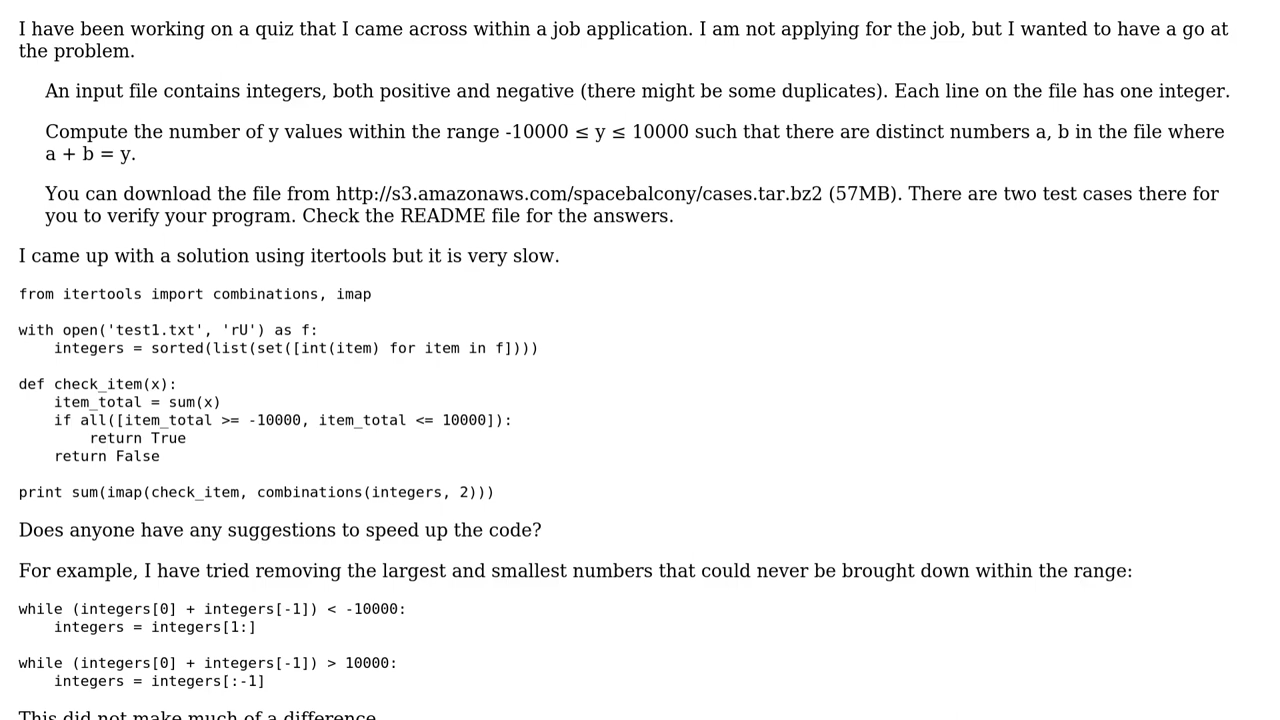 I have been working on a quiz that I came across within a job application. I am not applying for the job, but I wanted to have a go at
the problem.
An input file contains integers, both positive and negative (there might be some duplicates). Each line on the file has one integer.
Compute the number of y values within the range -10000 ≤ y ≤ 10000 such that there are distinct numbers a, b in the file where
a + b = y.
You can download the file from http://s3.amazonaws.com/spacebalcony/cases.tar.bz2 (57MB). There are two test cases there for
you to verify your program. Check the README file for the answers.
I came up with a solution using itertools but it is very slow.
from itertools import combinations, imap
with open('test1.txt', 'rU') as f:
    integers = sorted(list(set([int(item) for item in f])))
def check_item(x):
    item_total = sum(x)
    if all([item_total >= -10000, item_total <= 10000]):
        return True
    return False
print sum(imap(check_item, combinations(integers, 2)))
Does anyone have any suggestions to speed up the code?
For example, I have tried removing the largest and smallest numbers that could never be brought down within the range:
while (integers[0] + integers[-1]) < -10000:
    integers = integers[1:]
while (integers[0] + integers[-1]) > 10000:
    integers = integers[:-1]
This did not make much of a difference